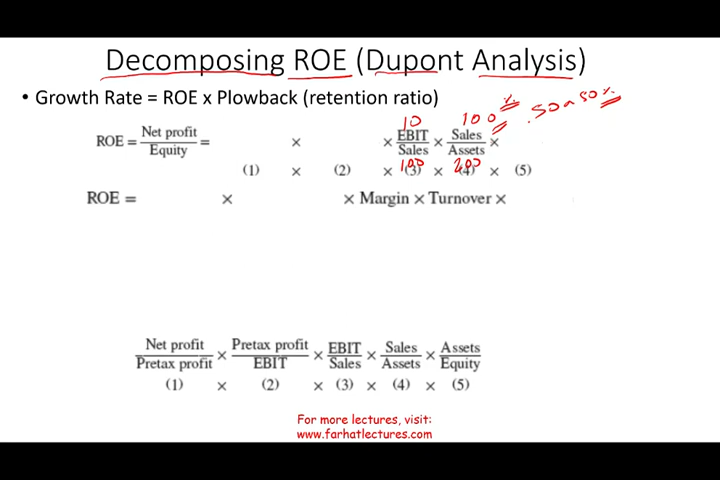 Decomposing ROE (Dupont Analysis)
• Growth Rate = ROE x Plowback (retention ratio)
10 100 % .50 or 50%
ROE = Net profit / Equity = × × EBIT / Sales × Sales / Assets ×
100 200
(1) × (2) × (3) × (4) × (5)
ROE = × × Margin × Turnover ×
Net profit / Pretax profit × Pretax profit / EBIT × EBIT / Sales × Sales / Assets × Assets / Equity
(1) × (2) × (3) × (4) × (5)
For more lectures, visit:
www.farhatlectures.com